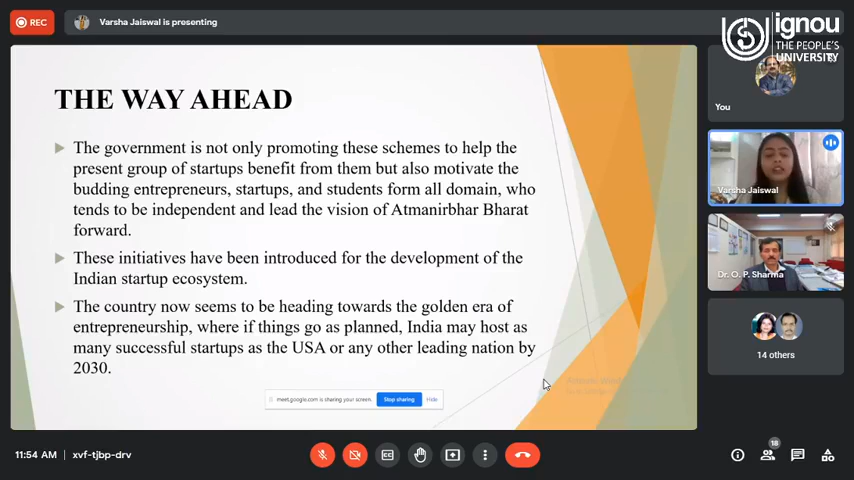 REC
Varsha Jaiswal is presenting
ignou
THE PEOPLE'S
UNIVERSITY
THE WAY AHEAD
The government is not only promoting these schemes to help the
present group of startups benefit from them but also motivate the
budding entrepreneurs, startups, and students form all domain, who
tends to be independent and lead the vision of Atmanirbhar Bharat
forward.
These initiatives have been introduced for the development of the
Indian startup ecosystem.
The country now seems to be heading towards the golden era of
entrepreneurship, where if things go as planned, India may host as
many successful startups as the USA or any other leading nation by
2030.
meet.google.com is sharing your screen. Stop sharing Hide
You
Varsha Jaiswal
Dr. O. P. Sharma
14 others
11:54 AM | xvf-tjbp-drv
CC
18